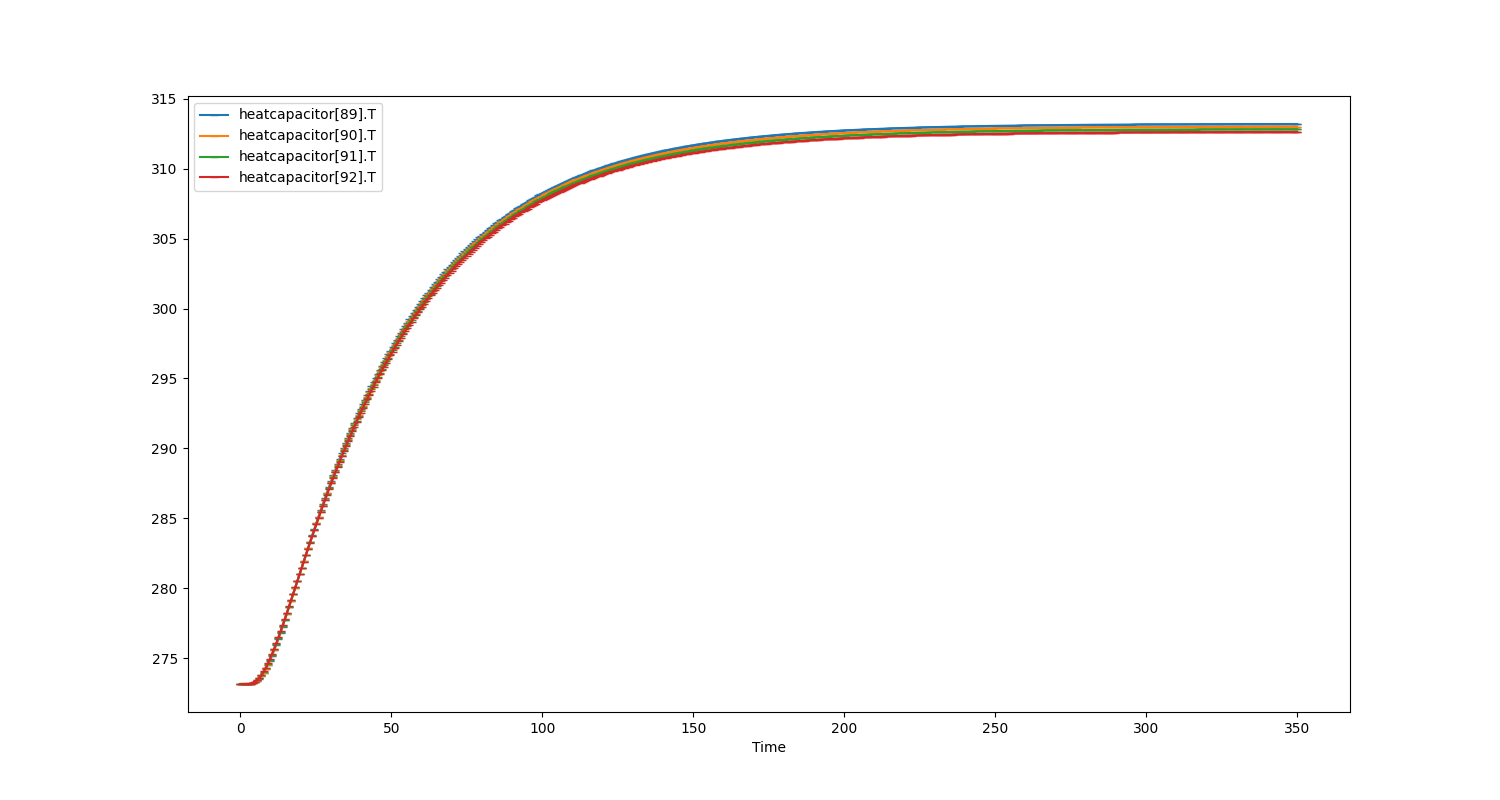 315
310
305
300
295
290
285
280
275
heatcapacitor[89].T
heatcapacitor[90].T
heatcapacitor[91].T
heatcapacitor[92].T
0 50 100 150 200 250 300 350
Time